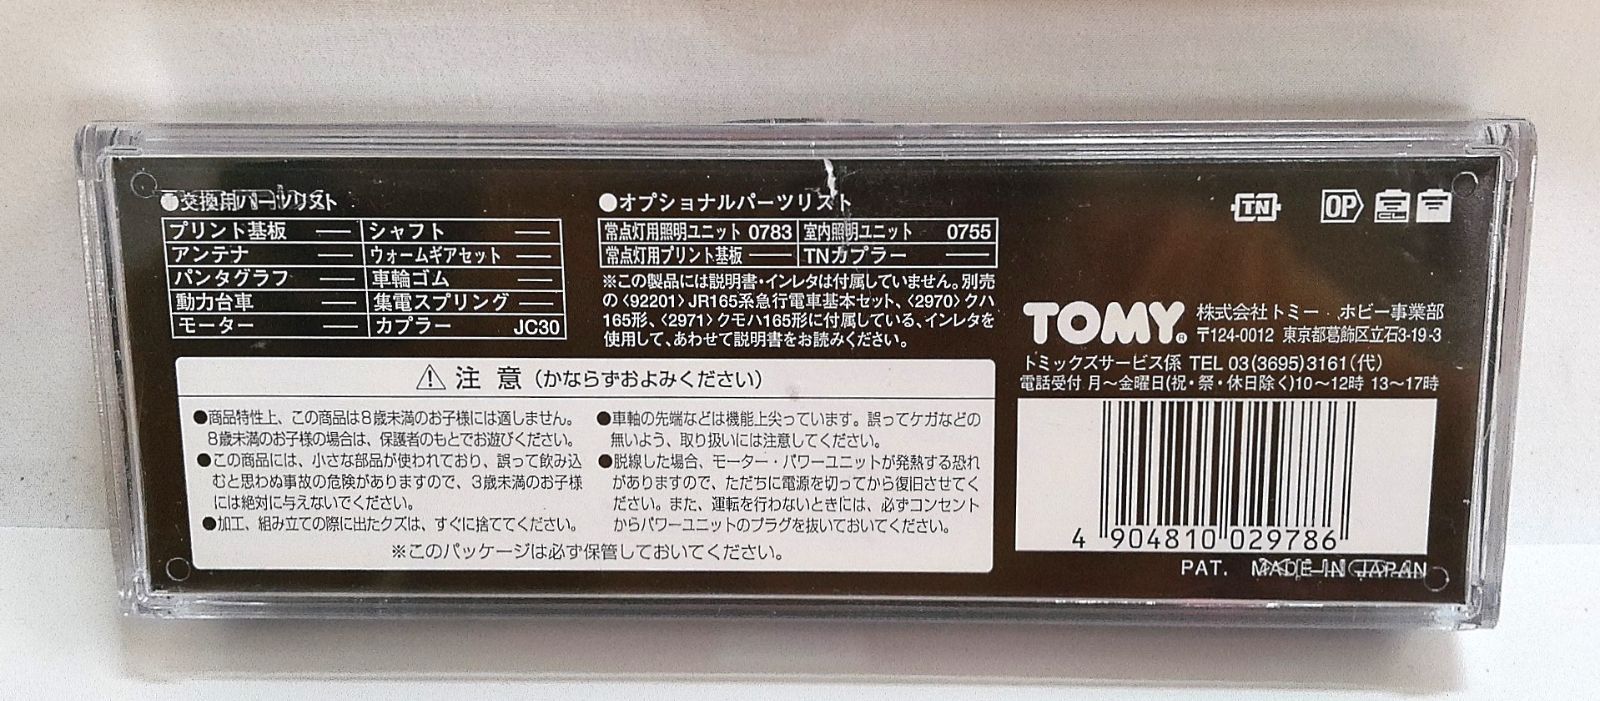 ●交換用パーツリスト
プリント基板 — シャフト —
アンテナ — ウォームギアセット —
パンタグラフ — 車輪ゴム —
動力台車 — 集電スプリング —
モーター — カプラー JC30
●オプショナルパーツリスト
常点灯用照明ユニット 0783 室内照明ユニット 0755
常点灯用プリント基板 — TNカプラー —
※この製品には説明書・インレタは付属していません。別売
の〈92201〉JR165系急行電車基本セット、〈2970〉クハ
165形、〈2971〉クモハ165形に付属している、インレタを
使用して、あわせて説明書をお読みください。
⚠ 注 意 (かならずおよみください)
●商品特性上、この商品は8歳未満のお子様には適しません。
8歳未満のお子様の場合は、保護者のもとでお遊びください。
●この商品には、小さな部品が使われており、誤って飲み込
むと思わぬ事故の危険がありますので、3歳未満のお子様
には絶対に与えないでください。
●加工、組み立ての際に出たクズは、すぐに捨ててください。
●車軸の先端などは機能上尖っています。誤ってケガなどの
無いよう、取り扱いには注意してください。
●脱線した場合、モーター・パワーユニットが発熱する恐れ
がありますので、ただちに電源を切ってから復旧させてく
ださい。また、運転を行わないときには、必ずコンセント
からパワーユニットのプラグを抜いておいてください。
※このパッケージは必ず保管しておいてください。
TN OP CL
TOMY® 株式会社トミー ホビー事業部
〒124-0012 東京都葛飾区立石3-19-3
トミックスサービス係 TEL 03(3695)3161(代)
電話受付 月〜金曜日(祝・祭・休日除く)10〜12時 13〜17時
4 904810 029786
PAT. MADE IN JAPAN